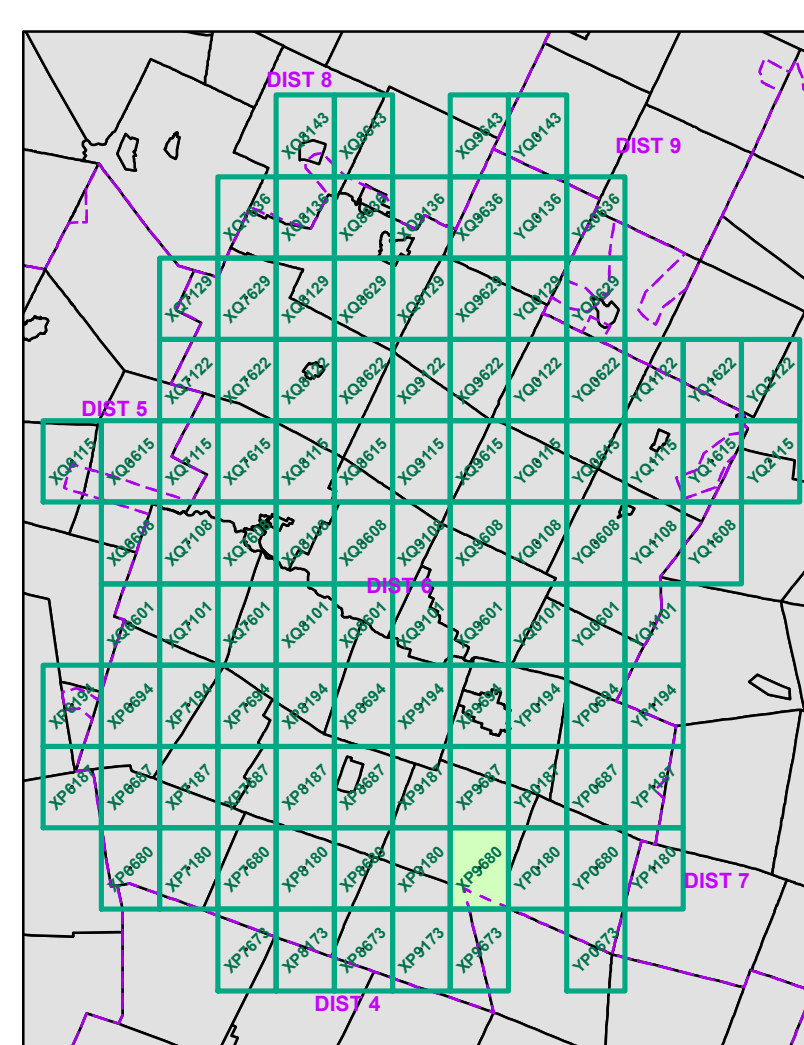 DIST 8
XQ8143
XQ8643
XQ9643
YQ0143
DIST 9
XQ7636
XQ8136
XQ8636
XQ9136
XQ9636
YQ0136
YQ0636
XQ7129
XQ7629
XQ8129
XQ8629
XQ9129
XQ9629
YQ0129
YQ0629
XQ7122
XQ7622
XQ8122
XQ8622
XQ9122
XQ9622
YQ0122
YQ0622
YQ1122
YQ1622
YQ2122
DIST 5
XQ6115
XQ6615
XQ7115
XQ7615
XQ8115
XQ8615
XQ9115
XQ9615
YQ0115
YQ0615
YQ1115
YQ1615
YQ2115
XQ6608
XQ7108
XQ7608
XQ8108
XQ8608
XQ9108
XQ9608
YQ0108
YQ0608
YQ1108
YQ1608
DIST 6
XQ6601
XQ7101
XQ7601
XQ8101
XQ8601
XQ9101
XQ9601
YQ0101
YQ0601
YQ1101
XP6194
XP6694
XP7194
XP7694
XP8194
XP8694
XP9194
XP9694
YP0194
YP0694
YP1194
XP6187
XP6687
XP7187
XP7687
XP8187
XP8687
XP9187
XP9687
YP0187
YP0687
YP1187
XP6680
XP7180
XP7680
XP8180
XP8680
XP9180
XP9680
YP0180
YP0680
YP1180
DIST 7
XP7673
XP8173
XP8673
XP9173
XP9673
YP0673
DIST 4